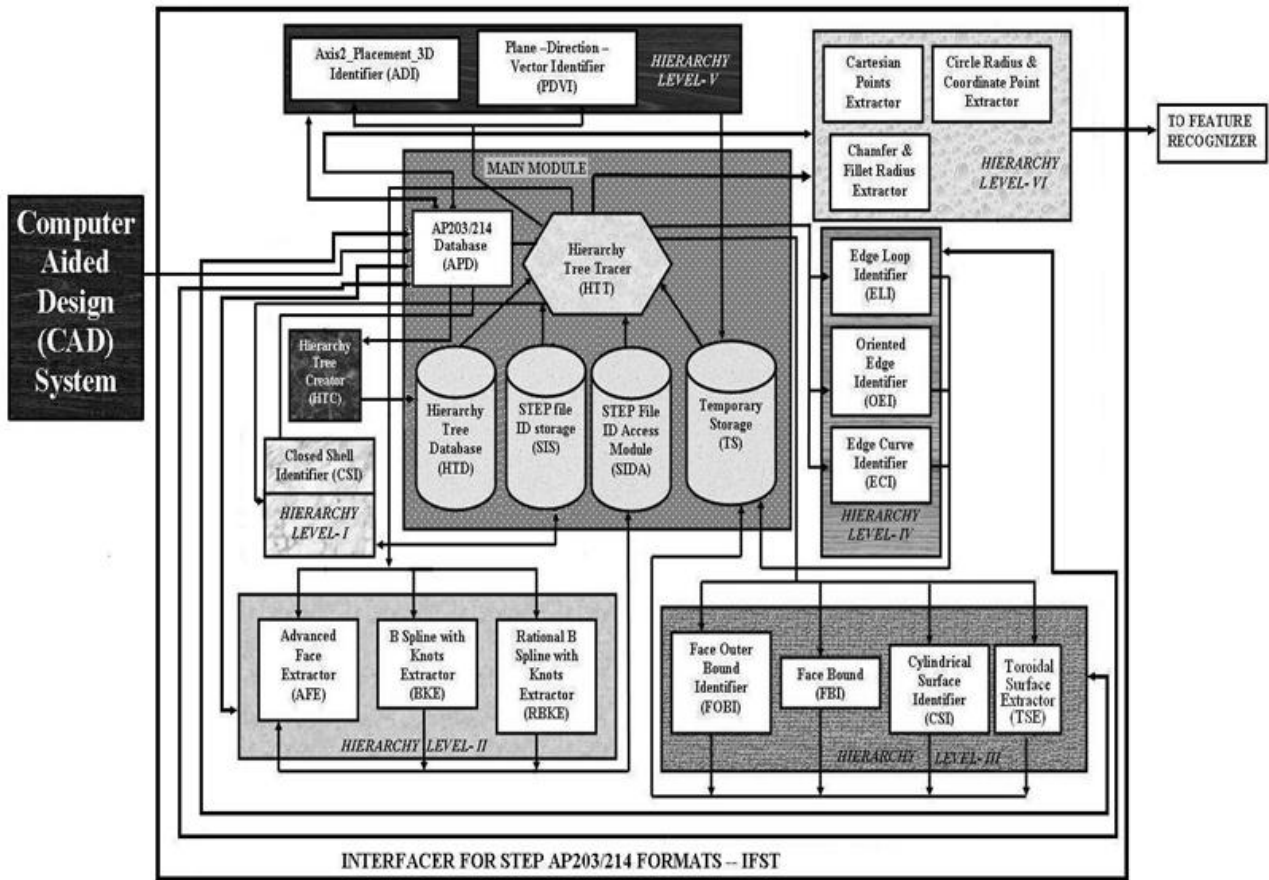 Axis2_Placement_3D
Identifier (ADI)
Plane –Direction –
Vector Identifier
(PDVI)
HIERARCHY
LEVEL- V
Cartesian
Points
Extractor
Circle Radius &
Coordinate Point
Extractor
Chamfer &
Fillet Radius
Extractor
HIERARCHY
LEVEL- VI
TO FEATURE
RECOGNIZER
Computer
Aided
Design
(CAD)
System
MAIN MODULE
AP203/214
Database
(APD)
Hierarchy
Tree Tracer
(HTT)
Hierarchy
Tree
Creator
(HTC)
Hierarchy
Tree
Database
(HTD)
STEP file
ID storage
(SIS)
STEP File
ID Access
Module
(SIDA)
Temporary
Storage
(TS)
Edge Loop
Identifier
(ELI)
Oriented
Edge
Identifier
(OEI)
Edge Curve
Identifier
(ECI)
HIERARCHY
LEVEL- IV
Closed Shell
Identifier (CSI)
HIERARCHY
LEVEL- I
Advanced
Face
Extractor
(AFE)
B Spline with
Knots
Extractor
(BKE)
Rational B
Spline with
Knots
Extractor
(RBKE)
HIERARCHY LEVEL- II
Face Outer
Bound
Identifier
(FOBI)
Face Bound
(FBI)
Cylindrical
Surface
Identifier
(CSI)
Toroidal
Surface
Extractor
(TSE)
HIERARCHY LEVEL- III
INTERFACER FOR STEP AP203/214 FORMATS -- IFST